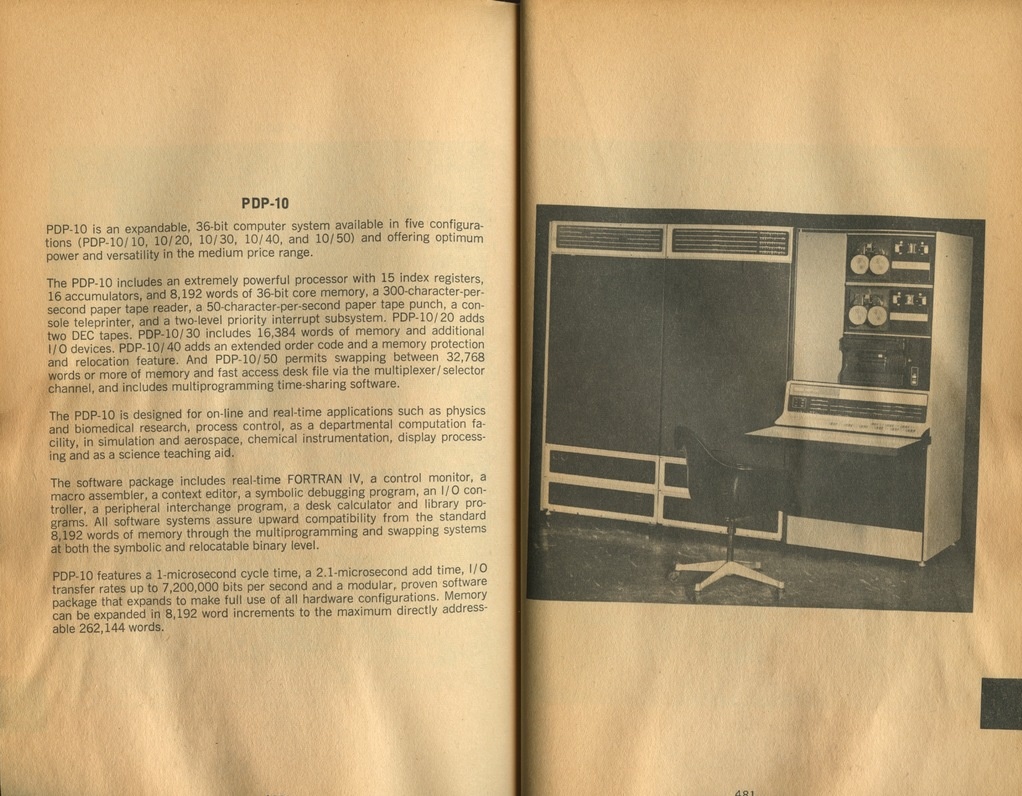 PDP-10
PDP-10 is an expandable, 36-bit computer system available in five configura-
tions (PDP-10/10, 10/20, 10/30, 10/40, and 10/50) and offering optimum
power and versatility in the medium price range.
The PDP-10 includes an extremely powerful processor with 15 index registers,
16 accumulators, and 8,192 words of 36-bit core memory, a 300-character-per-
second paper tape reader, a 50-character-per-second paper tape punch, a con-
sole teleprinter, and a two-level priority interrupt subsystem. PDP-10/20 adds
two DEC tapes. PDP-10/30 includes 16,384 words of memory and additional
I/O devices. PDP-10/40 adds an extended order code and a memory protection
and relocation feature. And PDP-10/50 permits swapping between 32,768
words or more of memory and fast access desk file via the multiplexer/selector
channel, and includes multiprogramming time-sharing software.
The PDP-10 is designed for on-line and real-time applications such as physics
and biomedical research, process control, as a departmental computation fa-
cility, in simulation and aerospace, chemical instrumentation, display process-
ing and as a science teaching aid.
The software package includes real-time FORTRAN IV, a control monitor, a
macro assembler, a context editor, a symbolic debugging program, an I/O con-
troller, a peripheral interchange program, a desk calculator and library pro-
grams. All software systems assure upward compatibility from the standard
8,192 words of memory through the multiprogramming and swapping systems
at both the symbolic and relocatable binary level.
PDP-10 features a 1-microsecond cycle time, a 2.1-microsecond add time, I/O
transfer rates up to 7,200,000 bits per second and a modular, proven software
package that expands to make full use of all hardware configurations. Memory
can be expanded in 8,192 word increments to the maximum directly address-
able 262,144 words.
481